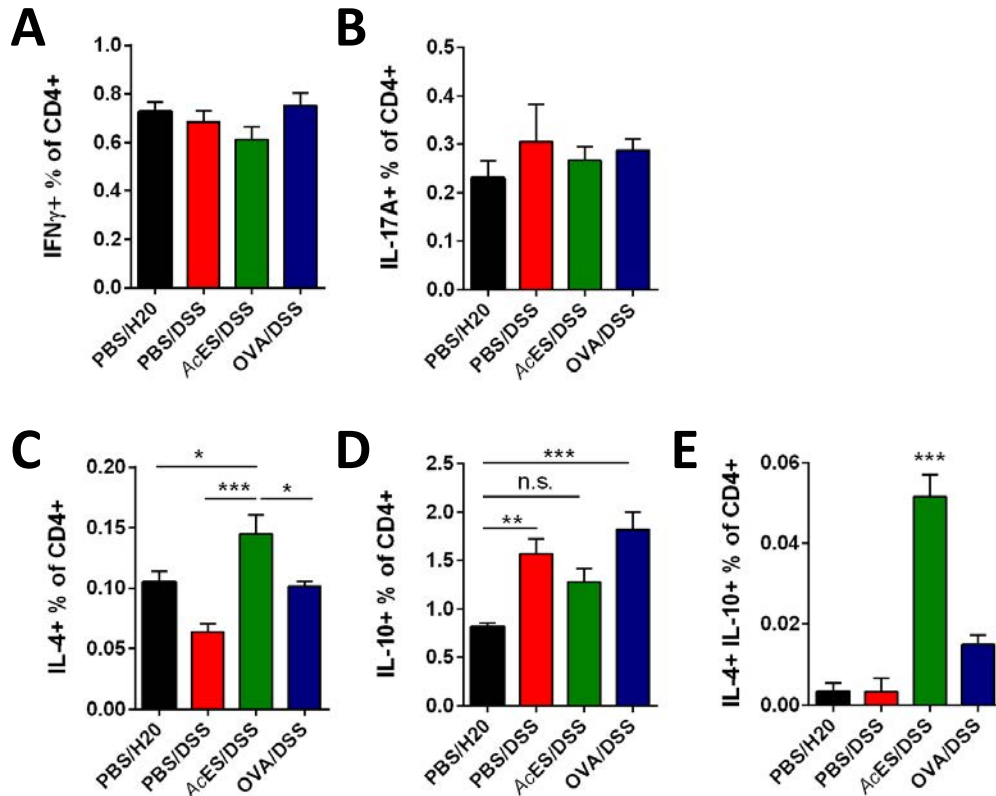 A
IFNγ+ % of CD4+
1.0
0.8
0.6
0.4
0.2
0.0
PBS/H20
PBS/DSS
AcES/DSS
OVA/DSS
B
IL-17A+ % of CD4+
0.5
0.4
0.3
0.2
0.1
0.0
PBS/H20
PBS/DSS
AcES/DSS
OVA/DSS
C
IL-4+ % of CD4+
0.20
0.15
0.10
0.05
0.00
*
***
*
PBS/H20
PBS/DSS
AcES/DSS
OVA/DSS
D
IL-10+ % of CD4+
2.5
2.0
1.5
1.0
0.5
0.0
***
n.s.
**
PBS/H20
PBS/DSS
AcES/DSS
OVA/DSS
E
IL-4+ IL-10+ % of CD4+
0.06
0.04
0.02
0.00
***
PBS/H20
PBS/DSS
AcES/DSS
OVA/DSS